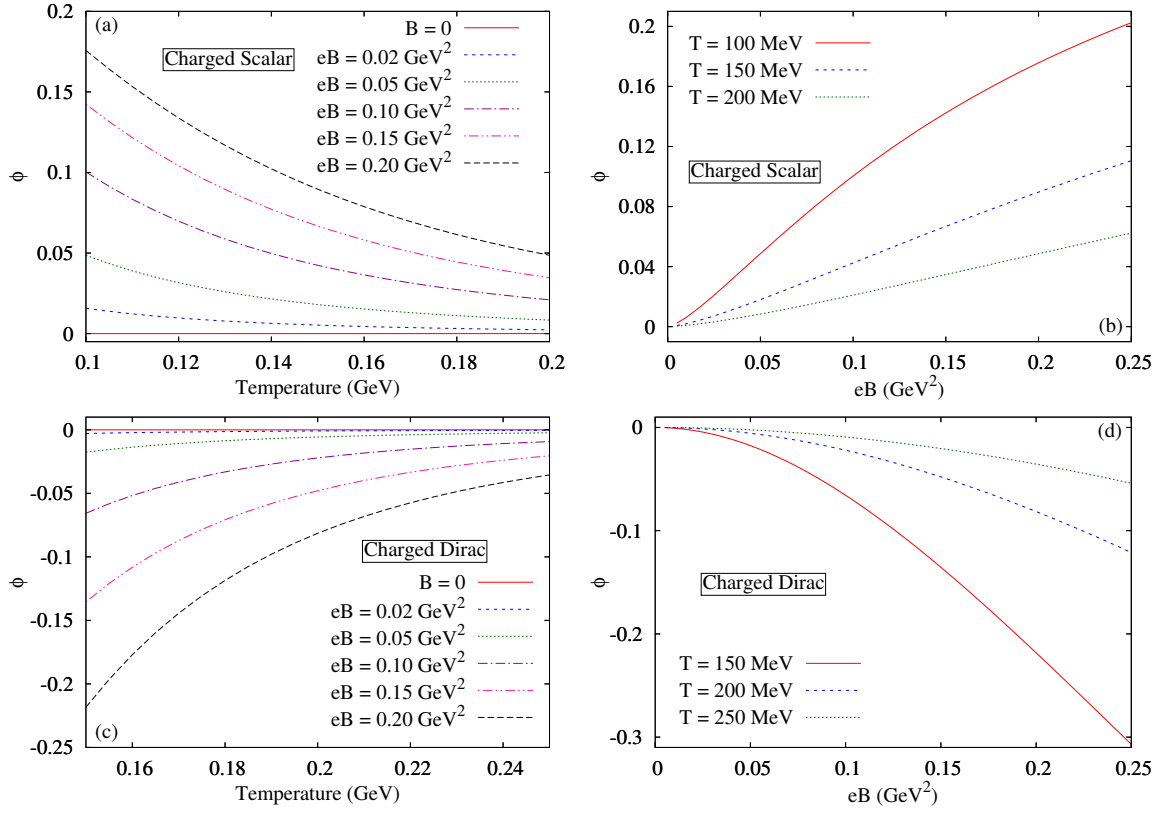 (a)
Charged Scalar
B = 0
eB = 0.02 GeV²
eB = 0.05 GeV²
eB = 0.10 GeV²
eB = 0.15 GeV²
eB = 0.20 GeV²
0.2
0.15
0.1
0.05
0
ϕ
0.1 0.12 0.14 0.16 0.18 0.2
Temperature (GeV)
T = 100 MeV
T = 150 MeV
T = 200 MeV
Charged Scalar
(b)
0.2
0.16
0.12
0.08
0.04
0
ϕ
0 0.05 0.1 0.15 0.2 0.25
eB (GeV²)
Charged Dirac
B = 0
eB = 0.02 GeV²
eB = 0.05 GeV²
eB = 0.10 GeV²
eB = 0.15 GeV²
eB = 0.20 GeV²
(c)
0
-0.05
-0.1
-0.15
-0.2
-0.25
ϕ
0.16 0.18 0.2 0.22 0.24
Temperature (GeV)
(d)
Charged Dirac
T = 150 MeV
T = 200 MeV
T = 250 MeV
0
-0.1
-0.2
-0.3
ϕ
0 0.05 0.1 0.15 0.2 0.25
eB (GeV²)